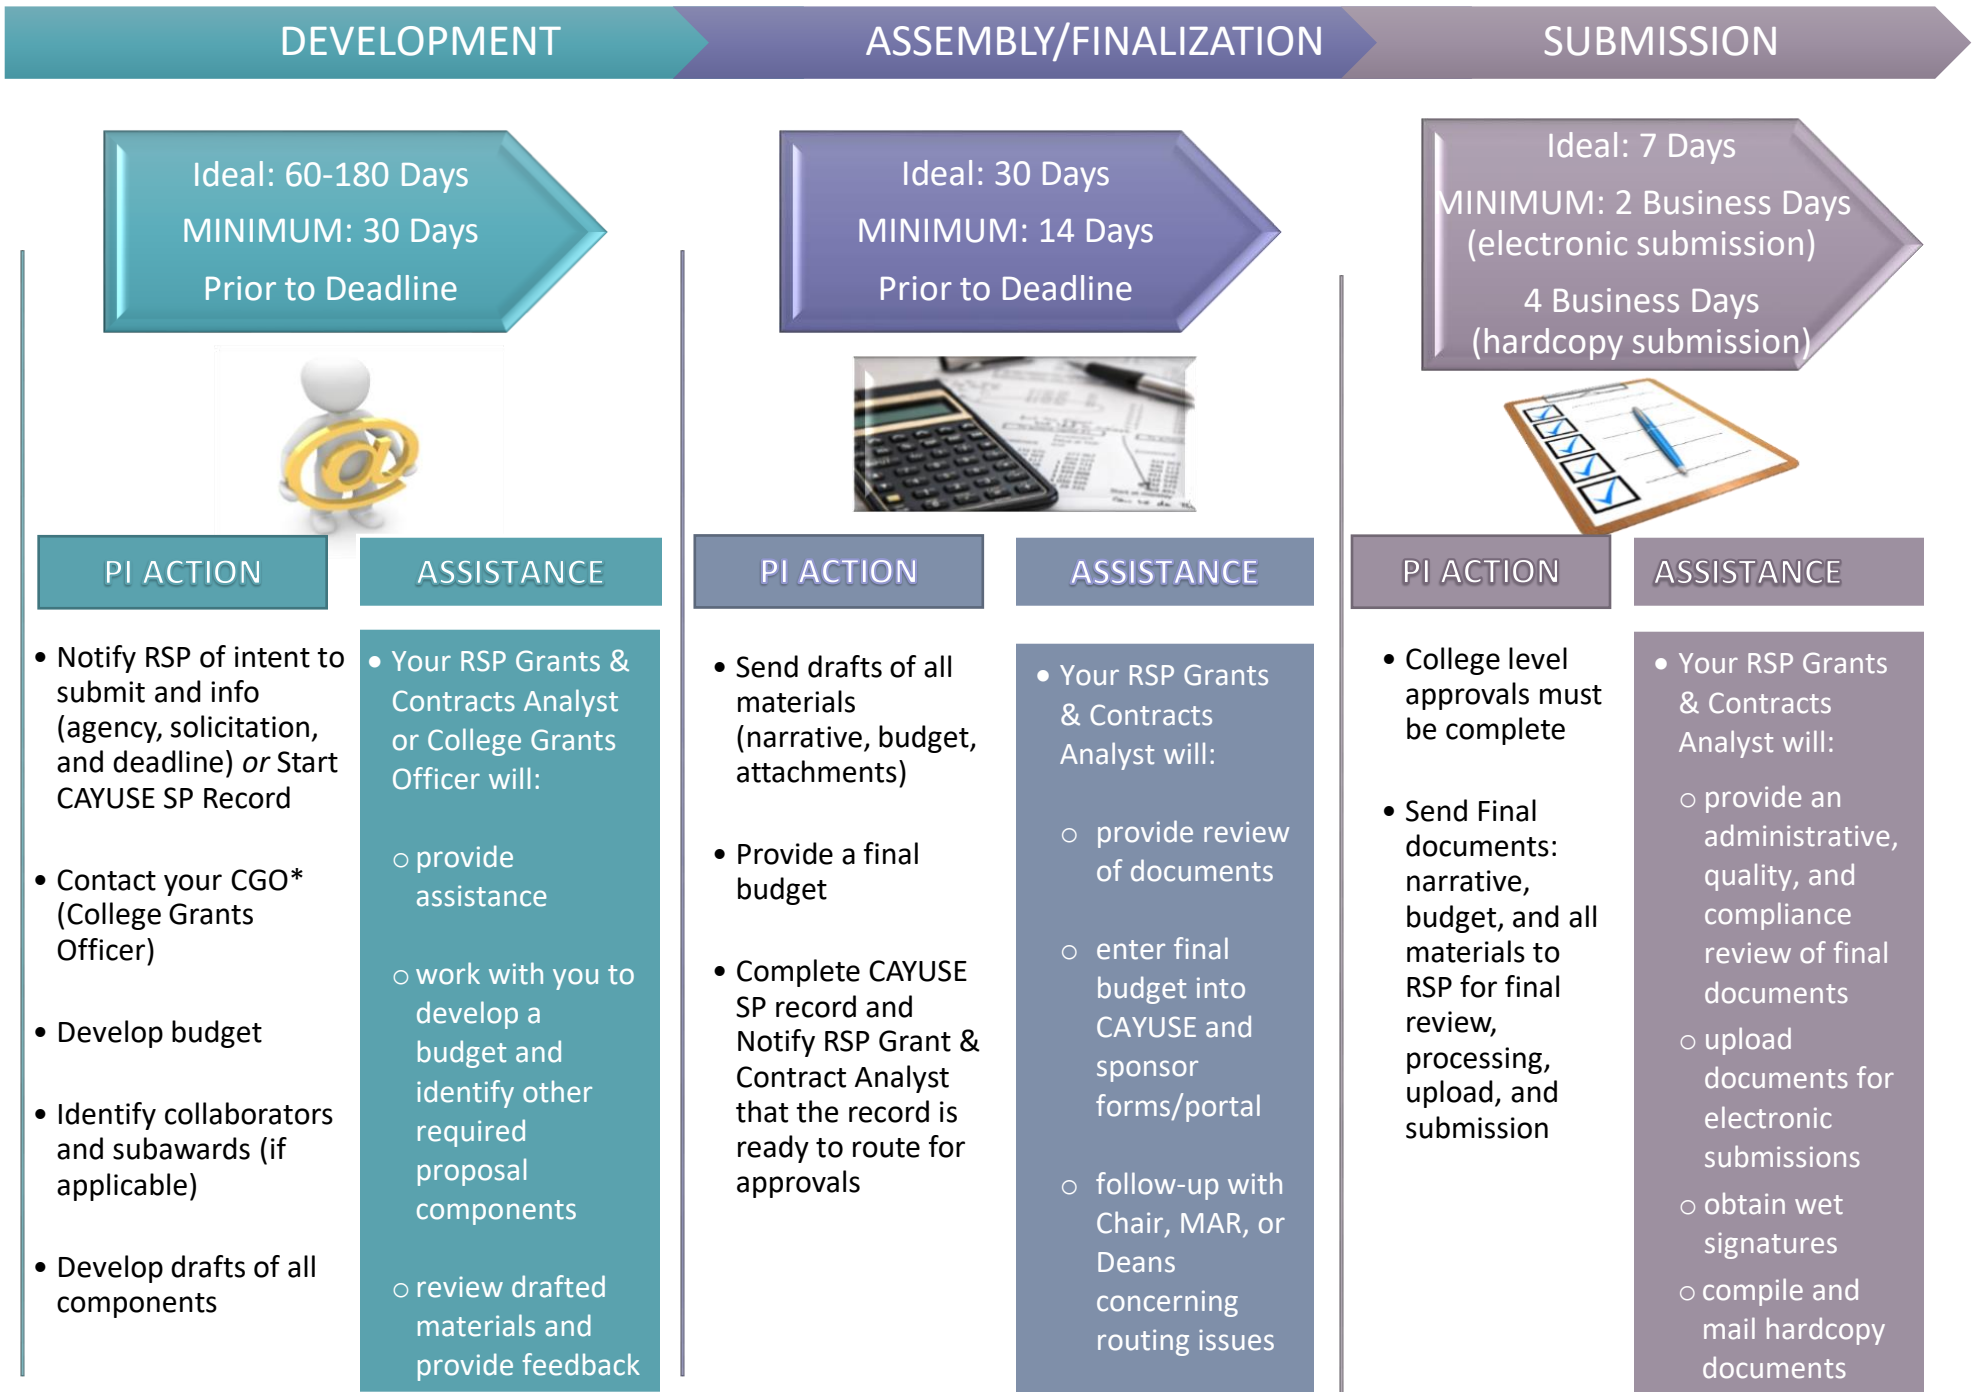 DEVELOPMENT
ASSEMBLY/FINALIZATION
SUBMISSION
Ideal: 60-180 Days
MINIMUM: 30 Days
Prior to Deadline
Ideal: 30 Days
MINIMUM: 14 Days
Prior to Deadline
Ideal: 7 Days
MINIMUM: 2 Business Days
(electronic submission)
4 Business Days
(hardcopy submission)
PI ACTION
• Notify RSP of intent to
submit and info
(agency, solicitation,
and deadline) or Start
CAYUSE SP Record
• Contact your CGO*
(College Grants
Officer)
• Develop budget
• Identify collaborators
and subawards (if
applicable)
• Develop drafts of all
components
ASSISTANCE
• Your RSP Grants &
Contracts Analyst
or College Grants
Officer will:
o provide
assistance
o work with you to
develop a
budget and
identify other
required
proposal
components
o review drafted
materials and
provide feedback
PI ACTION
• Send drafts of all
materials
(narrative, budget,
attachments)
• Provide a final
budget
• Complete CAYUSE
SP record and
Notify RSP Grant &
Contract Analyst
that the record is
ready to route for
approvals
ASSISTANCE
• Your RSP Grants
& Contracts
Analyst will:
o provide review
of documents
o enter final
budget into
CAYUSE and
sponsor
forms/portal
o follow-up with
Chair, MAR, or
Deans
concerning
routing issues
PI ACTION
• College level
approvals must
be complete
• Send Final
documents:
narrative,
budget, and all
materials to
RSP for final
review,
processing,
upload, and
submission
ASSISTANCE
• Your RSP Grants
& Contracts
Analyst will:
o provide an
administrative,
quality, and
compliance
review of final
documents
o upload
documents for
electronic
submissions
o obtain wet
signatures
o compile and
mail hardcopy
documents